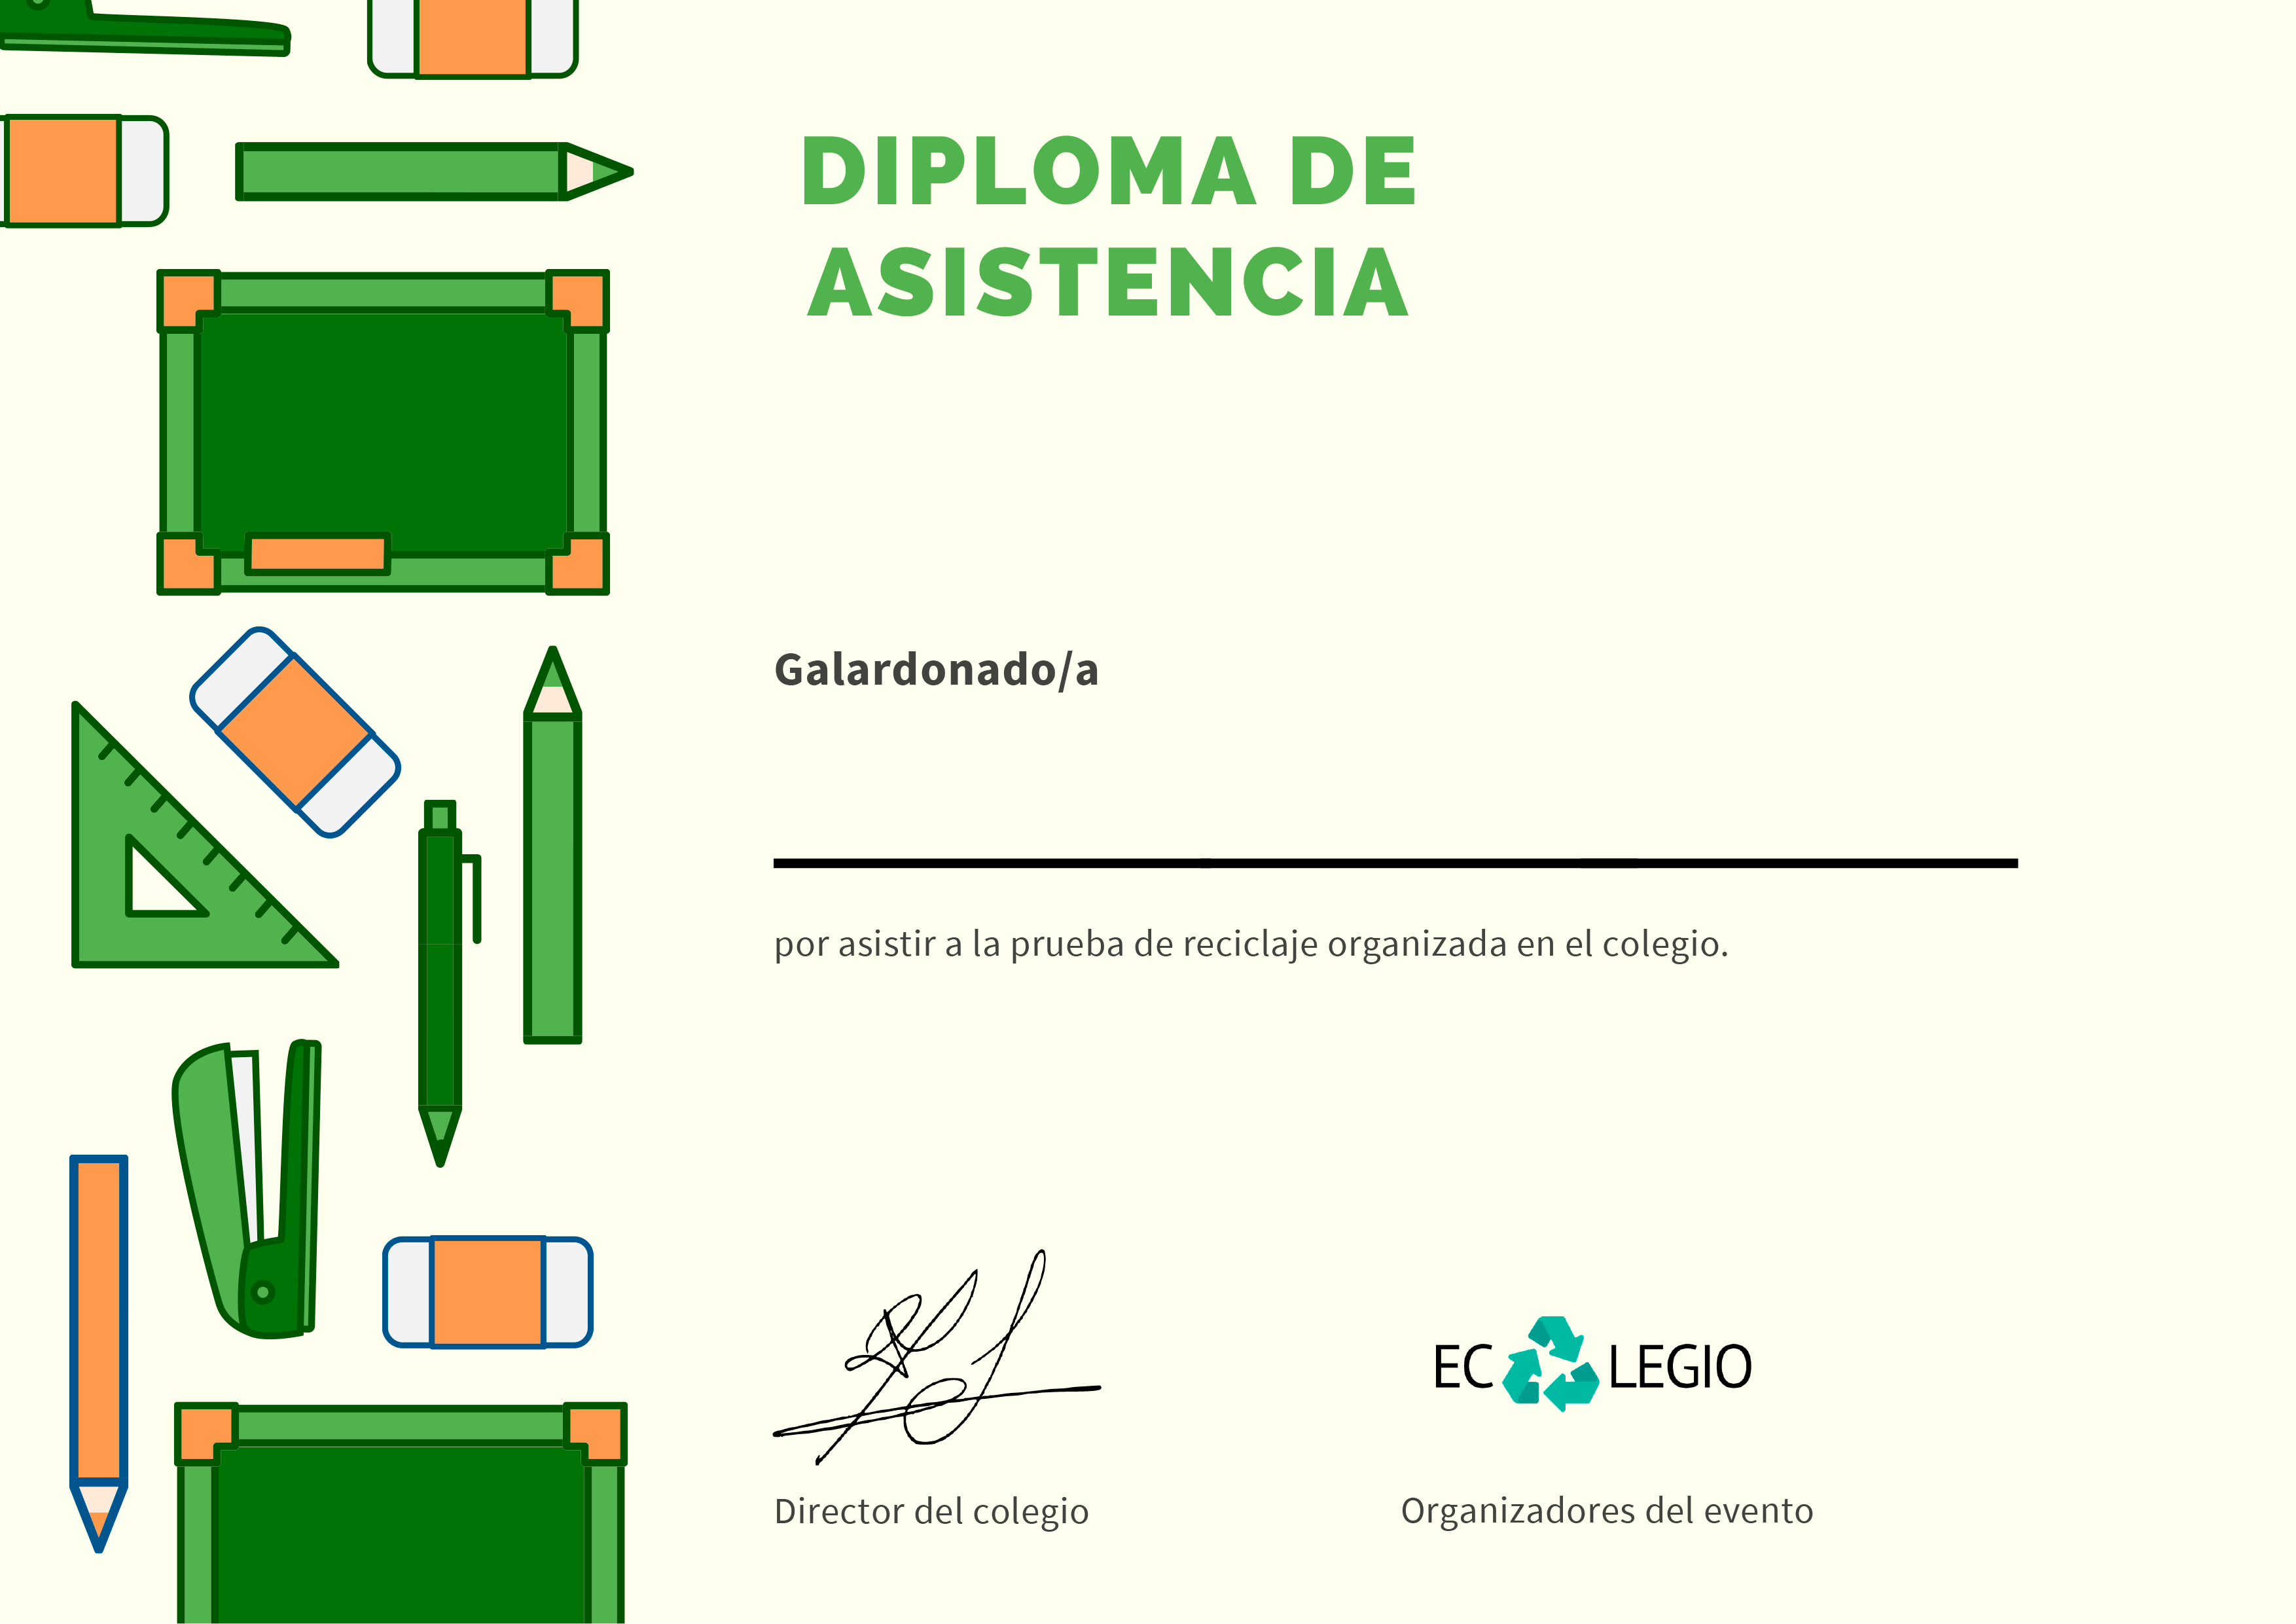 DIPLOMA DE
ASISTENCIA
Galardonado/a
por asistir a la prueba de reciclaje organizada en el colegio.
EC LEGIO
Director del colegio
Organizadores del evento